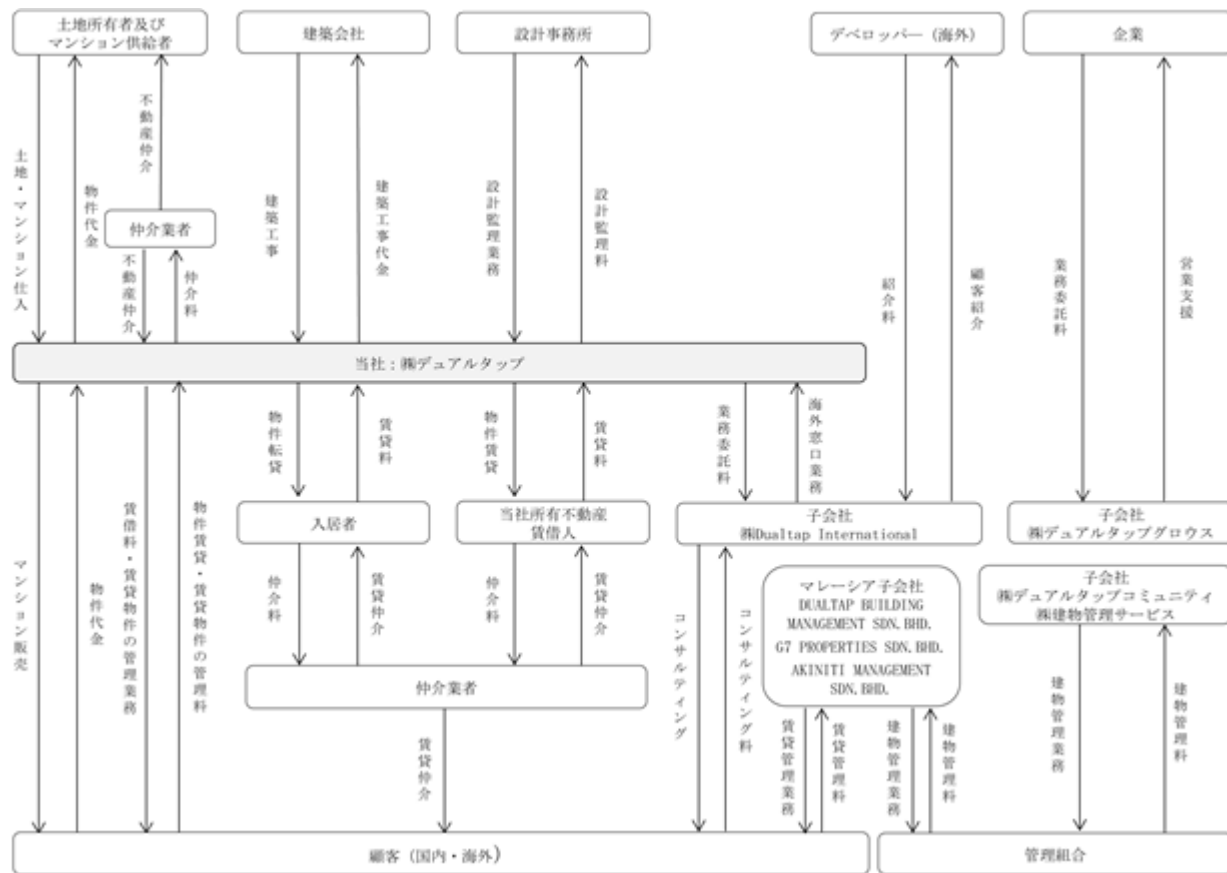 土地所有者及び
マンション供給者
建築会社
設計事務所
デベロッパー（海外）
企業
不動産仲介
土地・マンション仕入
物件代金
仲介業者
不動産仲介
仲介料
建築工事
建築工事代金
設計監理業務
設計監理料
紹介料
顧客紹介
業務委託料
営業支援
当社：㈱デュアルタップ
マンション販売
物件代金
賃借料・賃貸物件の管理業務
物件賃貸・賃貸物件の管理料
物件転貸
賃貸料
物件賃貸
賃貸料
業務委託料
海外窓口業務
入居者
当社所有不動産
賃借人
子会社
㈱Dualtap International
子会社
㈱デュアルタップグロウス
仲介料
賃貸仲介
仲介料
賃貸仲介
コンサルティング
コンサルティング料
マレーシア子会社
DUALTAP BUILDING
MANAGEMENT SDN.BHD.
G7 PROPERTIES SDN.BHD.
AKINITI MANAGEMENT
SDN.BHD.
子会社
㈱デュアルタップコミュニティ
㈱建物管理サービス
仲介業者
賃貸仲介
賃貸管理業務
賃貸管理料
建物管理業務
建物管理料
建物管理業務
建物管理料
顧客（国内・海外）
管理組合